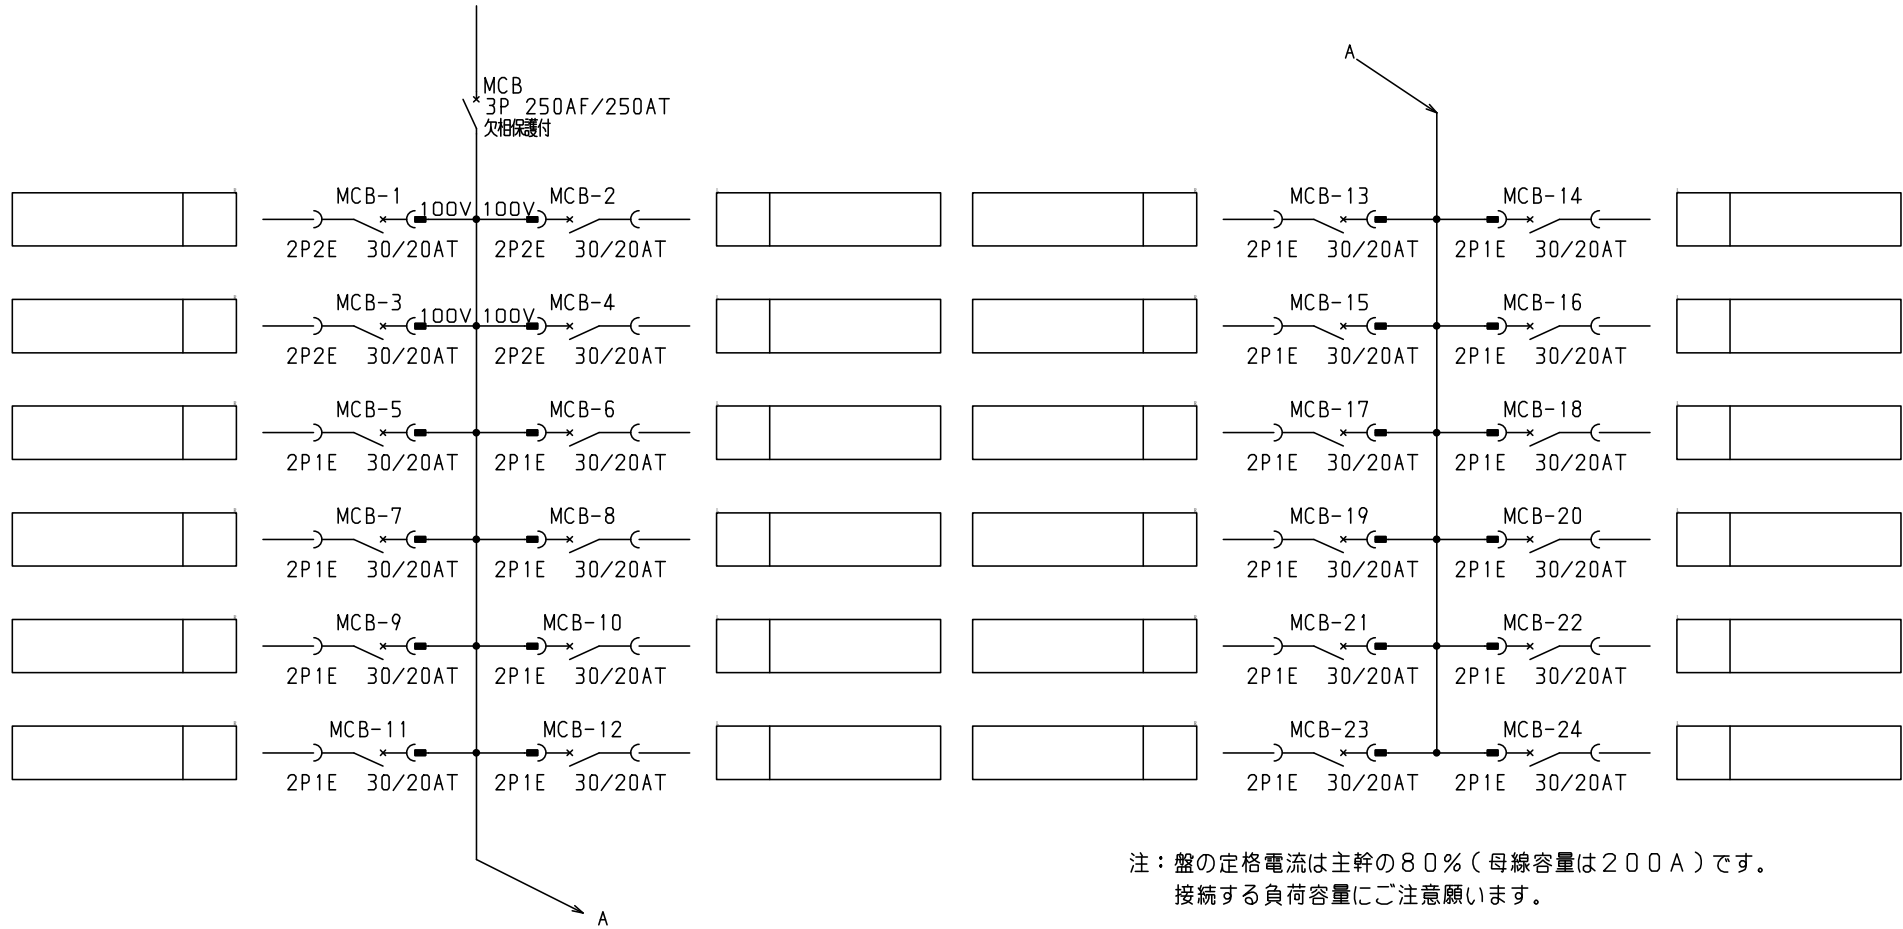 MCB
3P 250AF/250AT
欠相保護付
MCB-1 100V 100V MCB-2
2P2E 30/20AT 2P2E 30/20AT
MCB-3 100V 100V MCB-4
2P2E 30/20AT 2P2E 30/20AT
MCB-5 MCB-6
2P1E 30/20AT 2P1E 30/20AT
MCB-7 MCB-8
2P1E 30/20AT 2P1E 30/20AT
MCB-9 MCB-10
2P1E 30/20AT 2P1E 30/20AT
MCB-11 MCB-12
2P1E 30/20AT 2P1E 30/20AT
A
A
MCB-13 MCB-14
2P1E 30/20AT 2P1E 30/20AT
MCB-15 MCB-16
2P1E 30/20AT 2P1E 30/20AT
MCB-17 MCB-18
2P1E 30/20AT 2P1E 30/20AT
MCB-19 MCB-20
2P1E 30/20AT 2P1E 30/20AT
MCB-21 MCB-22
2P1E 30/20AT 2P1E 30/20AT
MCB-23 MCB-24
2P1E 30/20AT 2P1E 30/20AT
注：盤の定格電流は主幹の８０％（母線容量は２００Ａ）です。
接続する負荷容量にご注意願います。